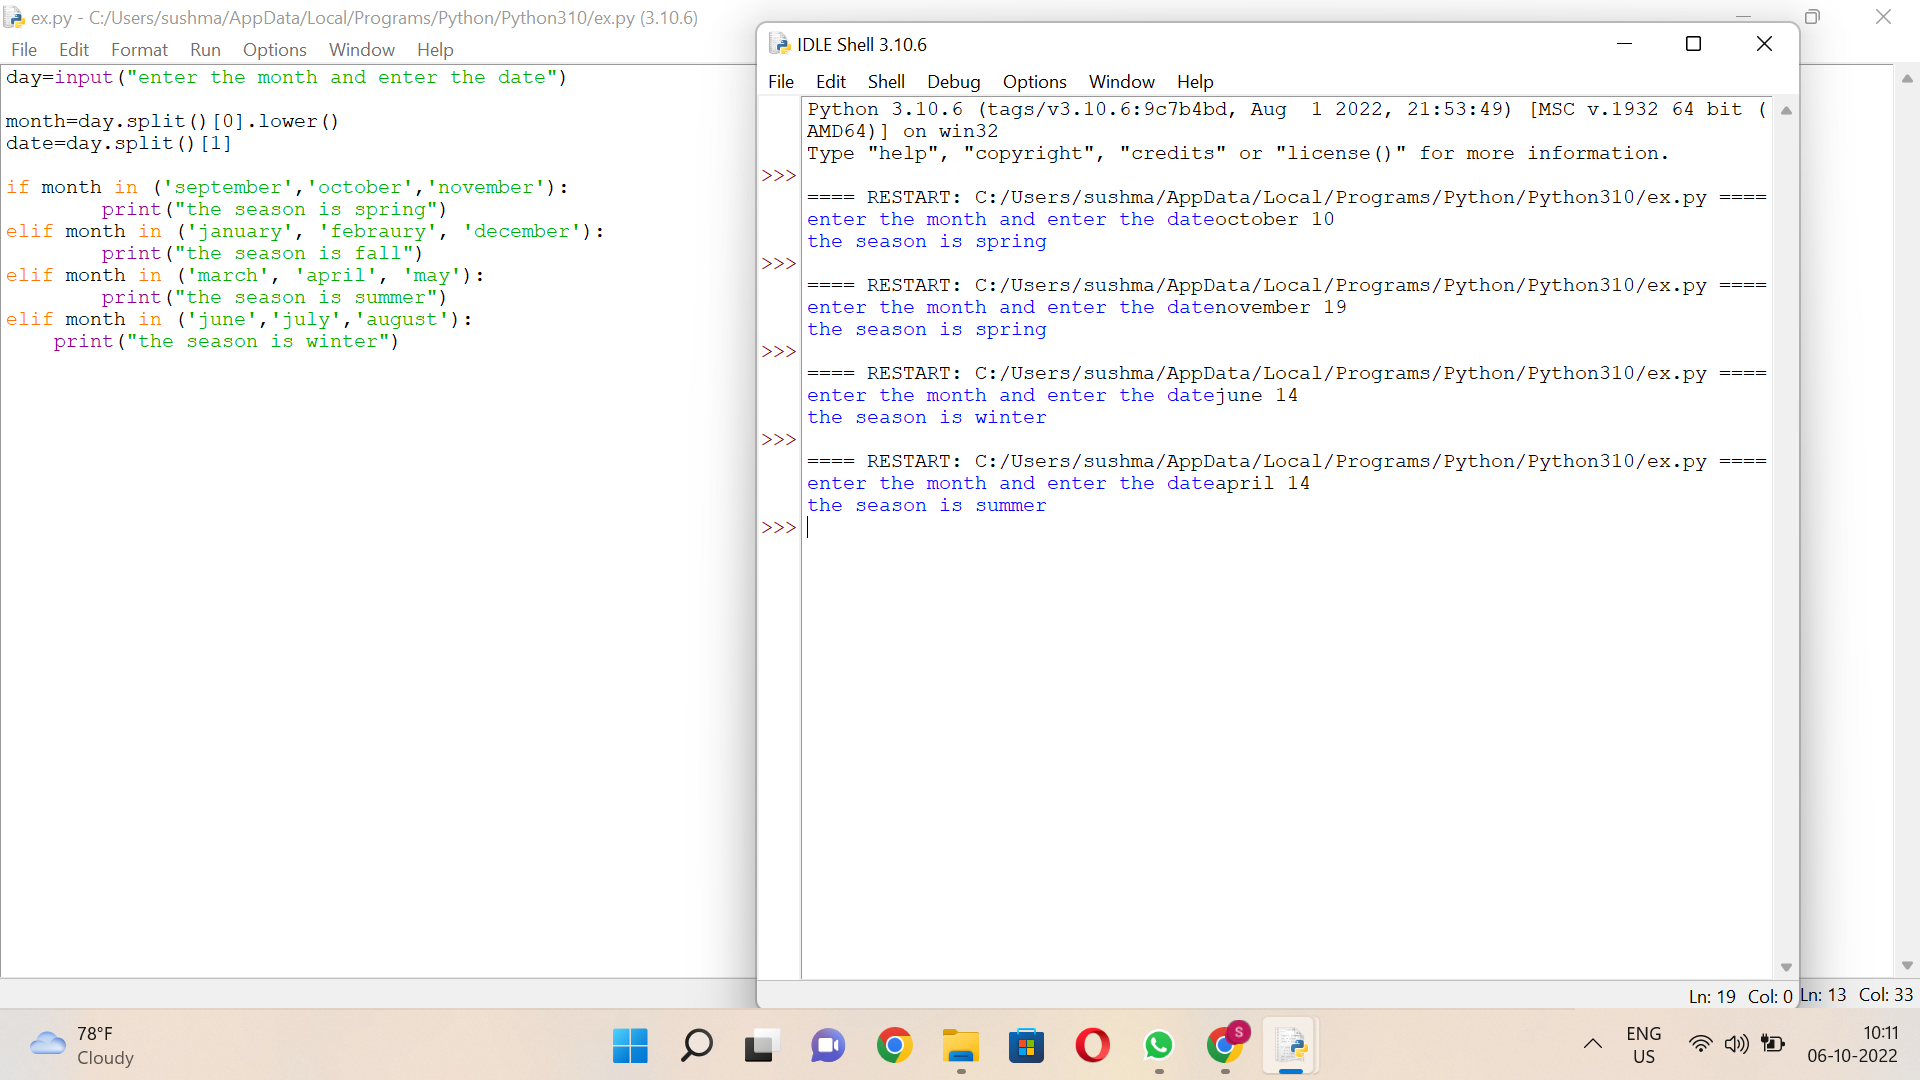 ex.py - C:/Users/sushma/AppData/Local/Programs/Python/Python310/ex.py (3.10.6)
File Edit Format Run Options Window Help
day=input("enter the month and enter the date")
month=day.split()[0].lower()
date=day.split()[1]
if month in ('september','october','november'):
print("the season is spring")
elif month in ('january', 'febraury', 'december'):
print("the season is fall")
elif month in ('march', 'april', 'may'):
print("the season is summer")
elif month in ('june','july','august'):
print("the season is winter")
IDLE Shell 3.10.6
File Edit Shell Debug Options Window Help
Python 3.10.6 (tags/v3.10.6:9c7b4bd, Aug  1 2022, 21:53:49) [MSC v.1932 64 bit (
AMD64)] on win32
Type "help", "copyright", "credits" or "license()" for more information.
>>>
==== RESTART: C:/Users/sushma/AppData/Local/Programs/Python/Python310/ex.py ====
enter the month and enter the dateoctober 10
the season is spring
>>>
==== RESTART: C:/Users/sushma/AppData/Local/Programs/Python/Python310/ex.py ====
enter the month and enter the datenovember 19
the season is spring
>>>
==== RESTART: C:/Users/sushma/AppData/Local/Programs/Python/Python310/ex.py ====
enter the month and enter the datejune 14
the season is winter
>>>
==== RESTART: C:/Users/sushma/AppData/Local/Programs/Python/Python310/ex.py ====
enter the month and enter the dateapril 14
the season is summer
>>>
Ln: 19 Col: 0
Ln: 13 Col: 33
78°F
Cloudy
S
ENG
US
10:11
06-10-2022